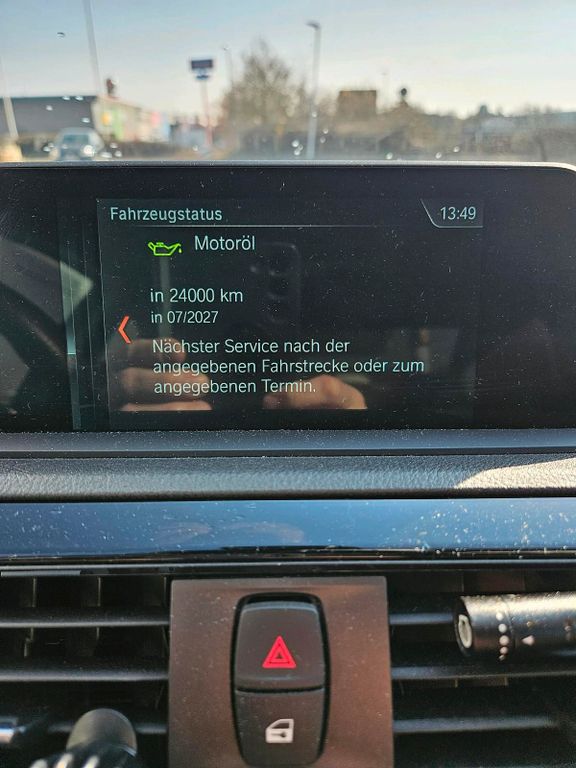 Fahrzeugstatus
13:49
Motoröl
in 24000 km
in 07/2027
Nächster Service nach der
angegebenen Fahrstrecke oder zum
angegebenen Termin.